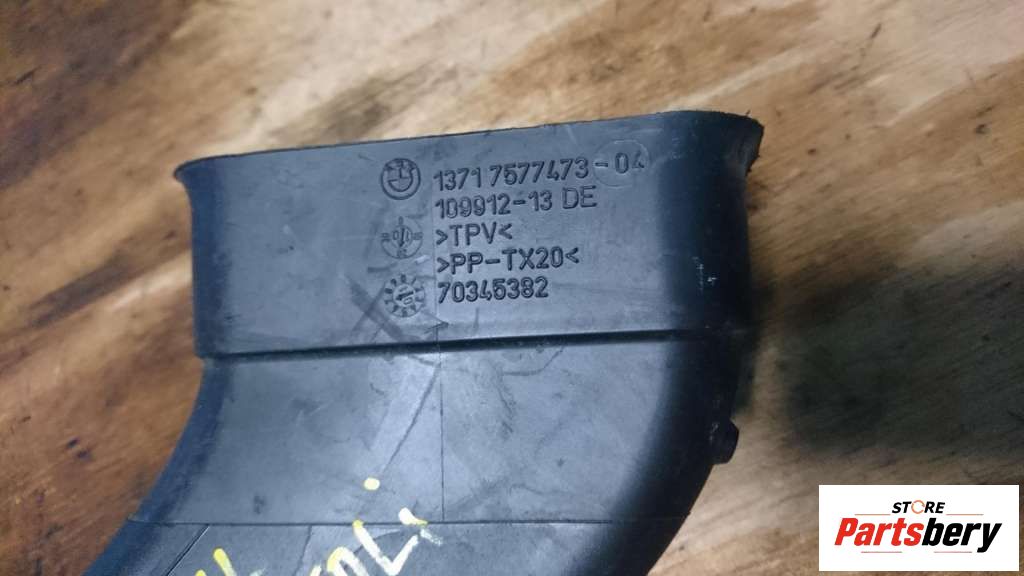 1371 7577473-04
109912-13 DE
>TPV<
>PP-TX20<
70345382
STORE
Partsbery